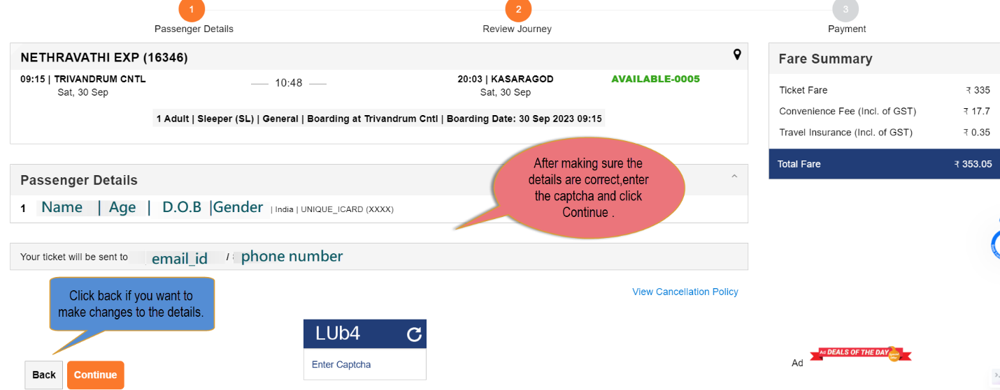 1
2
3
Passenger Details
Review Journey
Payment
NETHRAVATHI EXP (16346)
09:15 | TRIVANDRUM CNTL
Sat, 30 Sep
10:48
20:03 | KASARAGOD
Sat, 30 Sep
AVAILABLE-0005
1 Adult | Sleeper (SL) | General | Boarding at Trivandrum Cntl | Boarding Date: 30 Sep 2023 09:15
Fare Summary
Ticket Fare ₹ 335
Convenience Fee (Incl. of GST) ₹ 17.7
Travel Insurance (Incl. of GST) ₹ 0.35
Total Fare ₹ 353.05
After making sure the
details are correct,enter
the captcha and click
Continue .
Passenger Details
1 Name | Age | D.O.B |Gender | India | UNIQUE_ICARD (XXXX)
Your ticket will be sent to email_id / phone number
View Cancellation Policy
Click back if you want to
make changes to the details.
LUb4
Enter Captcha
Back
Continue
Ad
Ad DEALS OF THE DAY